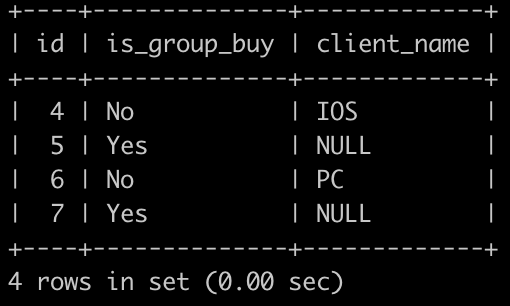 +----+--------------+-------------+
| id | is_group_buy | client_name |
+----+--------------+-------------+
|  4 | No           | IOS         |
|  5 | Yes          | NULL        |
|  6 | No           | PC          |
|  7 | Yes          | NULL        |
+----+--------------+-------------+
4 rows in set (0.00 sec)